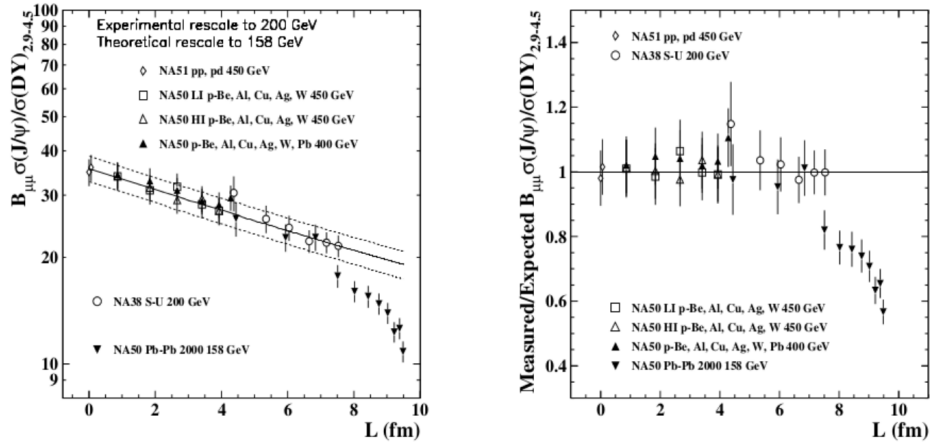 B_μμ σ(J/ψ)/σ(DY)_2.9-4.5
100
90
80
70
60
50
40
30
20
10
9
8
Experimental rescale to 200 GeV
Theoretical rescale to 158 GeV
NA51 pp, pd 450 GeV
NA50 LI p-Be, Al, Cu, Ag, W 450 GeV
NA50 HI p-Be, Al, Cu, Ag, W 450 GeV
NA50 p-Be, Al, Cu, Ag, W, Pb 400 GeV
NA38 S-U 200 GeV
NA50 Pb-Pb 2000 158 GeV
0 2 4 6 8 10
L (fm)
Measured/Expected B_μμ σ(J/ψ)/σ(DY)_2.9-4.5
1.4
1.2
1
0.8
0.6
0.4
NA51 pp, pd 450 GeV
NA38 S-U 200 GeV
NA50 LI p-Be, Al, Cu, Ag, W 450 GeV
NA50 HI p-Be, Al, Cu, Ag, W 450 GeV
NA50 p-Be, Al, Cu, Ag, W, Pb 400 GeV
NA50 Pb-Pb 2000 158 GeV
0 2 4 6 8 10
L (fm)